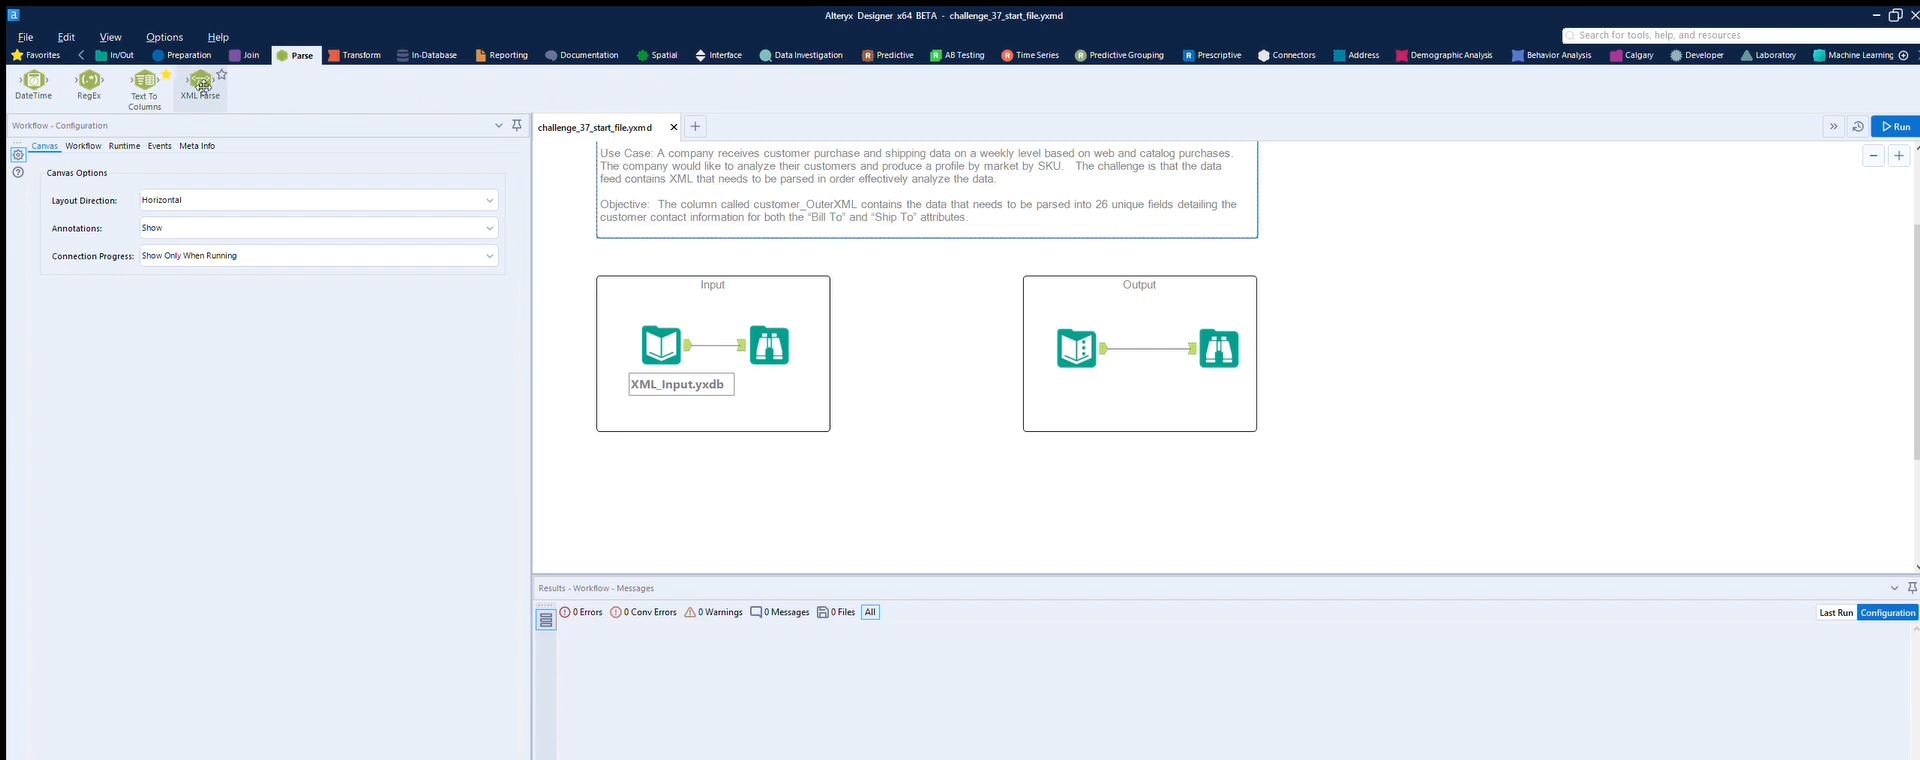 a
Alteryx Designer x64 BETA - challenge_37_start_file.yxmd
File Edit View Options Help
Search for tools, help, and resources
Favorites In/Out Preparation Join Parse Transform In-Database Reporting Documentation Spatial Interface Data Investigation Predictive AB Testing Time Series Predictive Grouping Prescriptive Connectors Address Demographic Analysis Behavior Analysis Calgary Developer Laboratory Machine Learning
DateTime RegEx Text To Columns XML Parse
Workflow - Configuration
challenge_37_start_file.yxmd
Run
Canvas Workflow Runtime Events Meta Info
Canvas Options
Layout Direction: Horizontal
Annotations: Show
Connection Progress: Show Only When Running
Use Case: A company receives customer purchase and shipping data on a weekly level based on web and catalog purchases.
The company would like to analyze their customers and produce a profile by market by SKU. The challenge is that the data
feed contains XML that needs to be parsed in order effectively analyze the data.
Objective: The column called customer_OuterXML contains the data that needs to be parsed into 26 unique fields detailing the
customer contact information for both the “Bill To” and “Ship To” attributes.
Input
XML_Input.yxdb
Output
Results - Workflow - Messages
0 Errors 0 Conv Errors 0 Warnings 0 Messages 0 Files All
Last Run Configuration